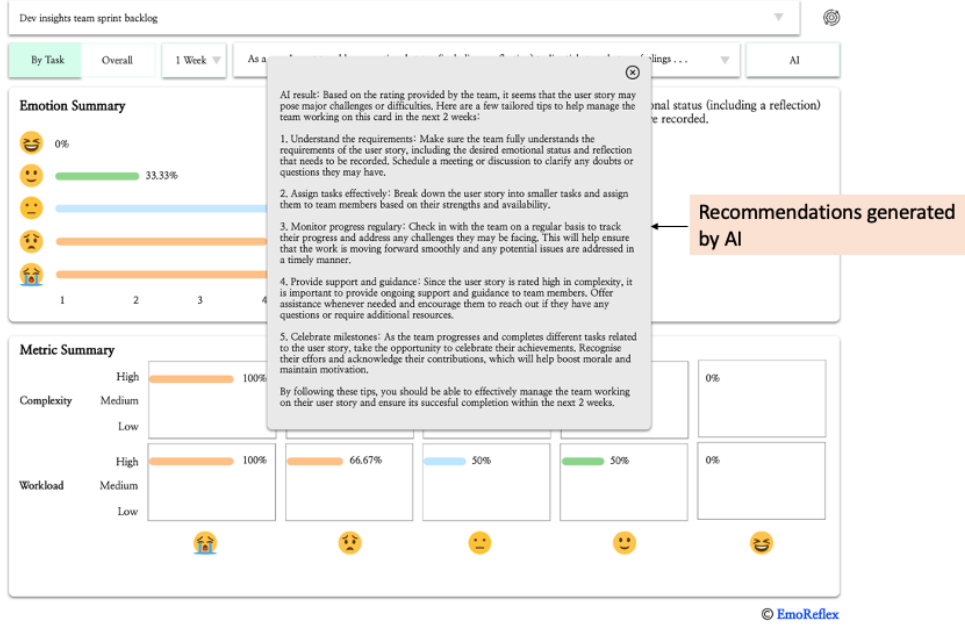 Dev insights team sprint backlog
By Task Overall 1 Week As a AI
Emotion Summary
onal status (including a reflection)
e recorded.
0%
33.33%
1 2 3 4
AI result: Based on the rating provided by the team, it seems that the user story may
pose major challenges or difficulties. Here are a few tailored tips to help manage the
team working on this card in the next 2 weeks:
1. Understand the requirements: Make sure the team fully understands the
requirements of the user story, including the desired emotional status and reflection
that needs to be recorded. Schedule a meeting or discussion to clarify any doubts or
questions they may have.
2. Assign tasks effectively: Break down the user story into smaller tasks and assign
them to team members based on their strengths and availability.
3. Monitor progress regulary: Check in with the team on a regular basis to track
their progress and address any challenges they may be facing. This will help ensure
that the work is moving forward smoothly and any potential issues are addressed in
a timely manner.
4. Provide support and guidance: Since the user story is rated high in complexity, it
is important to provide ongoing support and guidance to team members. Offer
assistance whenever needed and encourage them to reach out if they have any
questions or require additional resources.
5. Celebrate milestones: As the team progresses and completes different tasks related
to the user story, take the opportunity to celebrate their achievements. Recognise
their effors and acknowledge their contributions, which will help boost morale and
maintain motivation.
By following these tips, you should be able to effectively manage the team working
on their user story and ensure its succesful completion within the next 2 weeks.
Recommendations generated
by AI
Metric Summary
High 100% 0%
Complexity Medium
Low
High 100% 66.67% 50% 50% 0%
Workload Medium
Low
© EmoReflex